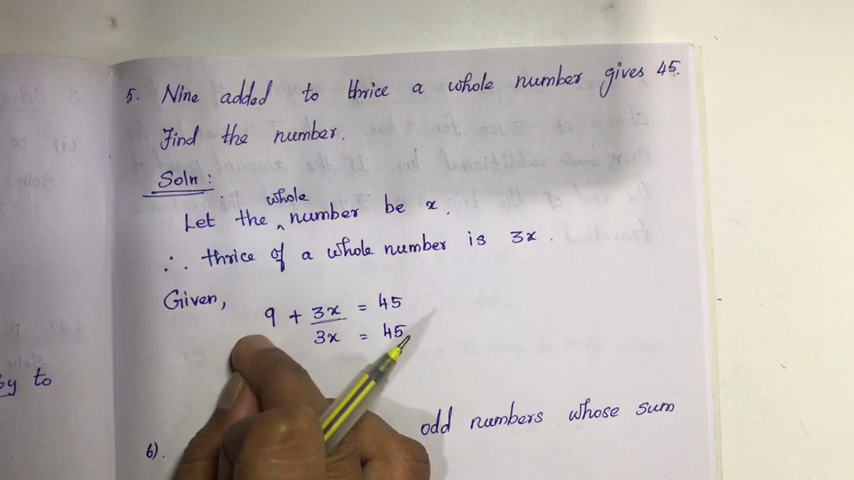 5. Nine added to thrice a whole number gives 45.
Find the number.
Soln:
Let the whole number be x.
∴ thrice of a whole number is 3x.
Given,
9 + 3x = 45
3x = 45
by to
6). odd numbers whose sum